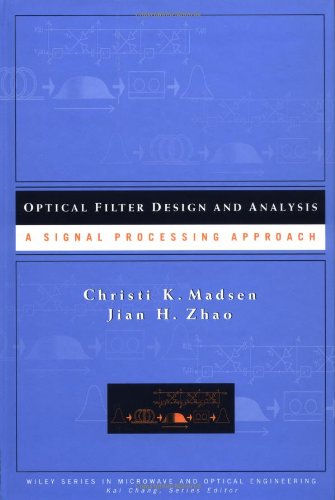 OPTICAL FILTER DESIGN AND ANALYSIS
A SIGNAL PROCESSING APPROACH
Christi K. Madsen
Jian H. Zhao
WILEY SERIES IN MICROWAVE AND OPTICAL ENGINEERING
Kai Chang, Series Editor